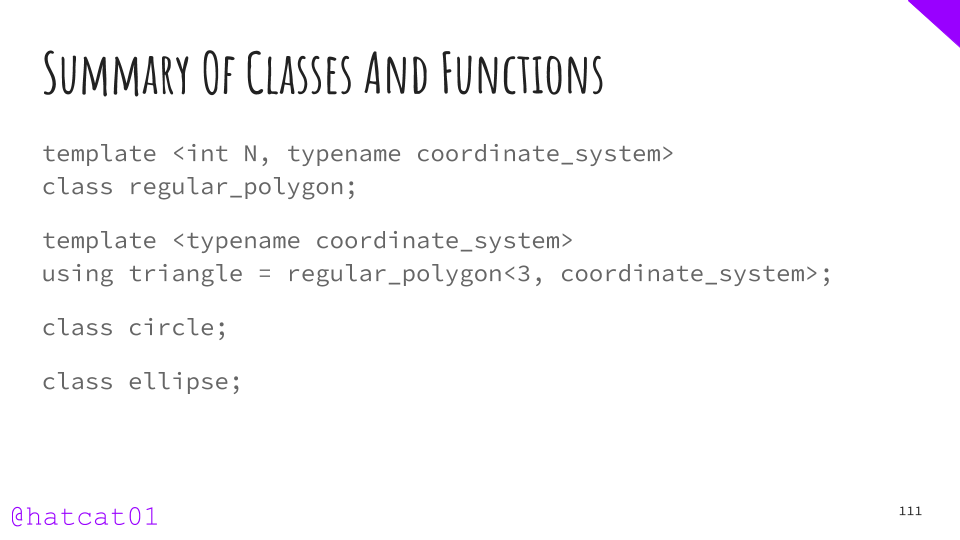 Summary Of Classes And Functions
template <int N, typename coordinate_system>
class regular_polygon;
template <typename coordinate_system>
using triangle = regular_polygon<3, coordinate_system>;
class circle;
class ellipse;
@hatcat01
111